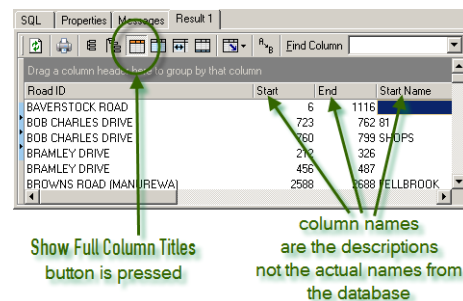 SQL Properties Messages Result 1
Find Column
Drag a column header here to group by that column
Road ID Start End Start Name
BAVERSTOCK ROAD 6 1116
BOB CHARLES DRIVE 723 762 81
BOB CHARLES DRIVE 760 799 SHOPS
BRAMLEY DRIVE 212 326
BRAMLEY DRIVE 456 487
BROWNS ROAD (MANUREWA) 2588 2688 FELLBROOK
Show Full Column Titles
button is pressed
column names
are the descriptions
not the actual names from
the database